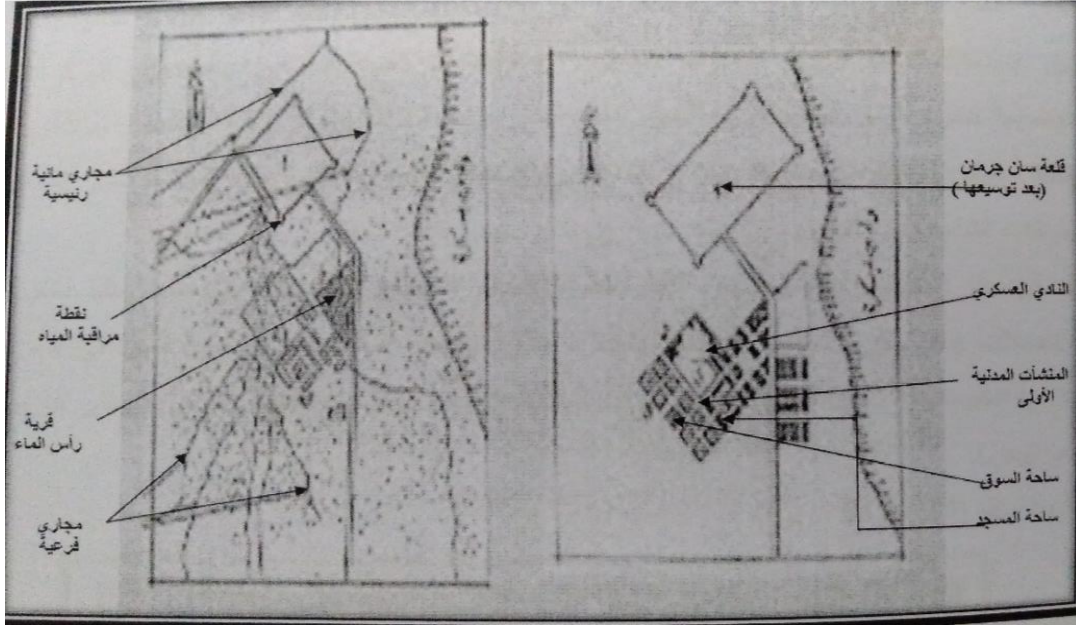 مجاري مائية
رئيسية
نقطة
مراقبة المياه
قرية
رأس الماء
مجاري
فرعية
قلعة سان جرمان
(بعد توسيعها)
النادي العسكري
المنشآت المدنية
الأولى
ساحة السوق
ساحة المسجد